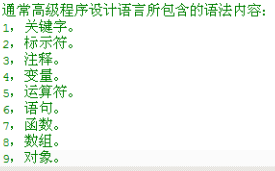 通常高级程序设计语言所包含的语法内容:
1, 关键字。
2, 标示符。
3, 注释。
4, 变量。
5, 运算符。
6, 语句。
7, 函数。
8, 数组。
9, 对象。